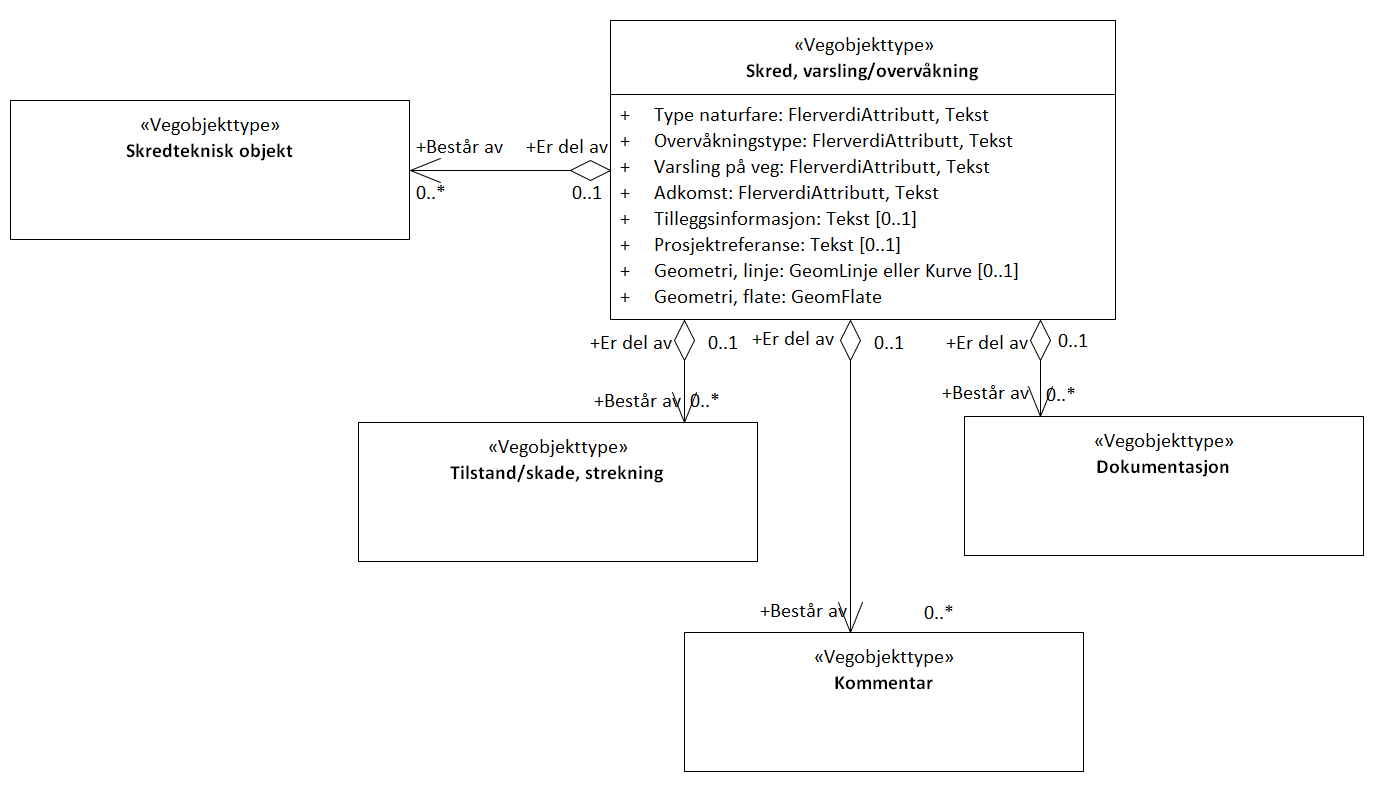 «Vegobjekttype»
Skred, varsling/overvåkning
+ Type naturfare: FlerverdiAttributt, Tekst
+ Overvåkningstype: FlerverdiAttributt, Tekst
+ Varsling på veg: FlerverdiAttributt, Tekst
+ Adkomst: FlerverdiAttributt, Tekst
+ Tilleggsinformasjon: Tekst [0..1]
+ Prosjektreferanse: Tekst [0..1]
+ Geometri, linje: GeomLinje eller Kurve [0..1]
+ Geometri, flate: GeomFlate
«Vegobjekttype»
Skredteknisk objekt
+Består av +Er del av
0..* 0..1
+Er del av 0..1 +Er del av 0..1 +Er del av 0..1
+Består av 0..*
+Består av 0..*
«Vegobjekttype»
Tilstand/skade, strekning
«Vegobjekttype»
Dokumentasjon
+Består av 0..*
«Vegobjekttype»
Kommentar